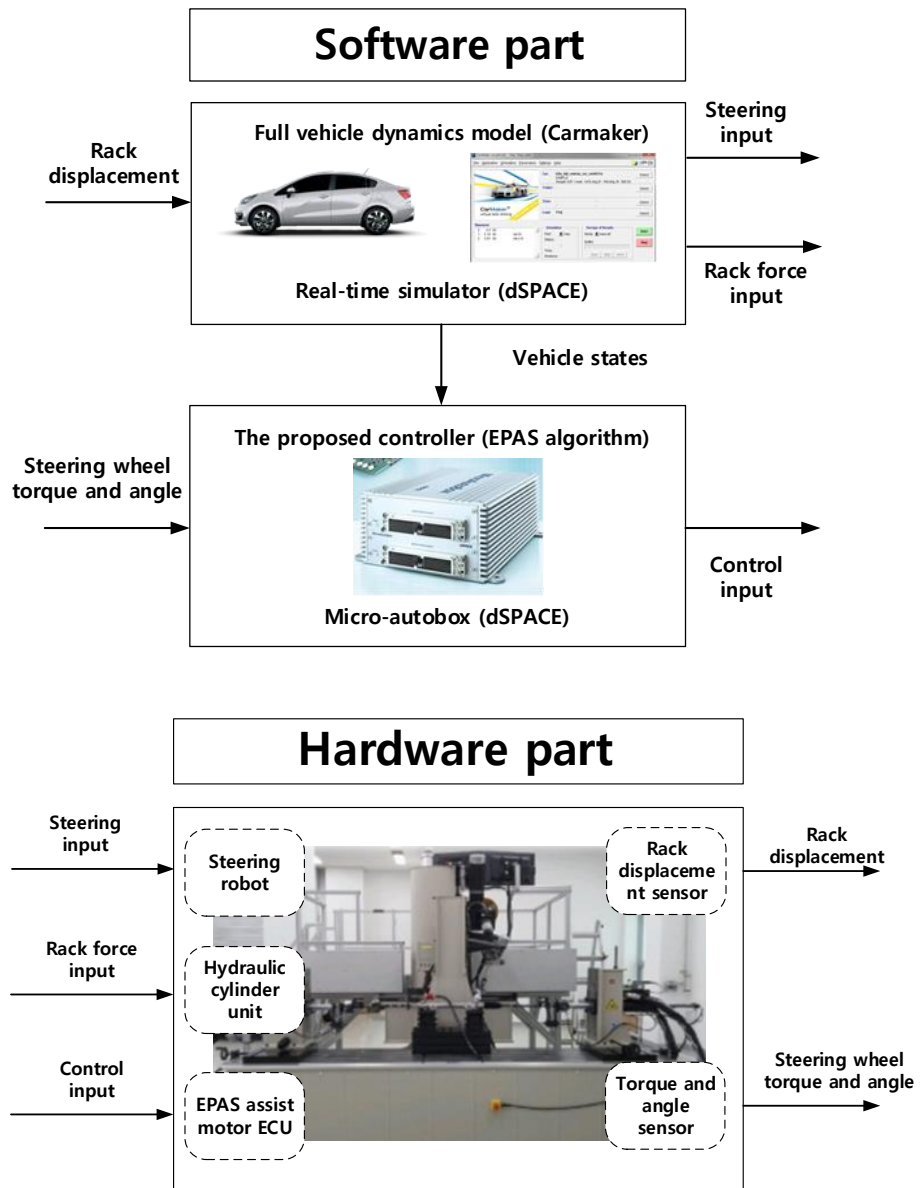 Software part
Rack
displacement
Full vehicle dynamics model (Carmaker)
CarMaker
Real-time simulator (dSPACE)
Steering
input
Rack force
input
Vehicle states
Steering wheel
torque and angle
The proposed controller (EPAS algorithm)
Micro-autobox (dSPACE)
Control
input
Hardware part
Steering
input
Rack force
input
Control
input
Steering
robot
Hydraulic
cylinder
unit
EPAS assist
motor ECU
Rack
displaceme
nt sensor
Torque and
angle
sensor
Rack
displacement
Steering wheel
torque and angle